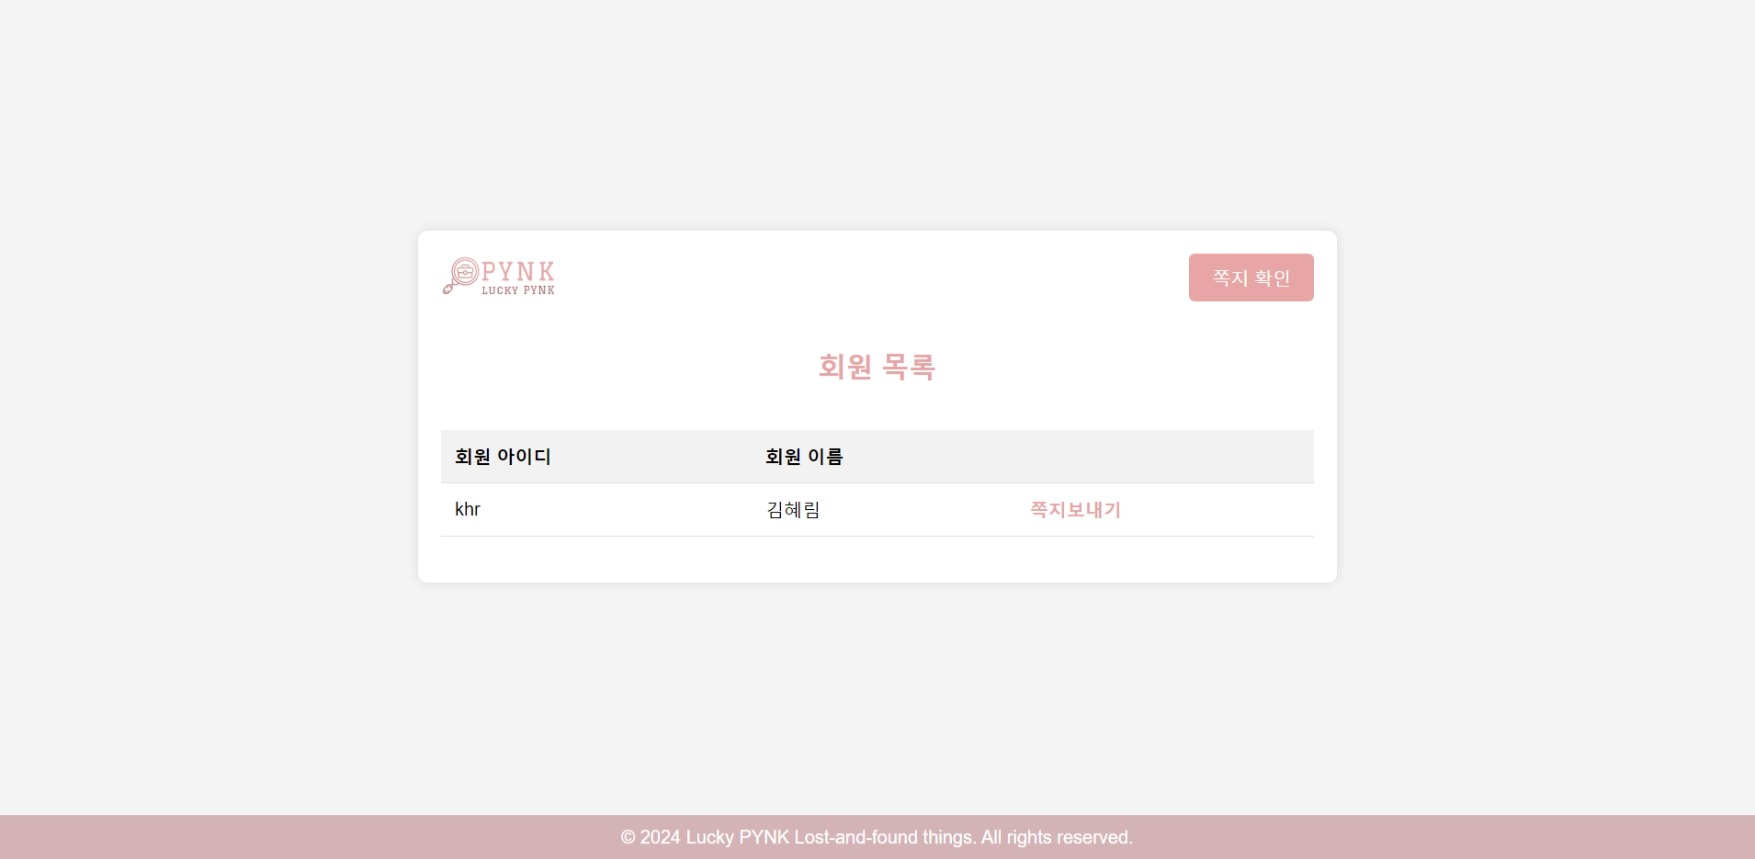 PYNK
LUCKY PYNK
쪽지 확인
회원 목록
회원 아이디 회원 이름
khr 김혜림 쪽지보내기
© 2024 Lucky PYNK Lost-and-found things. All rights reserved.